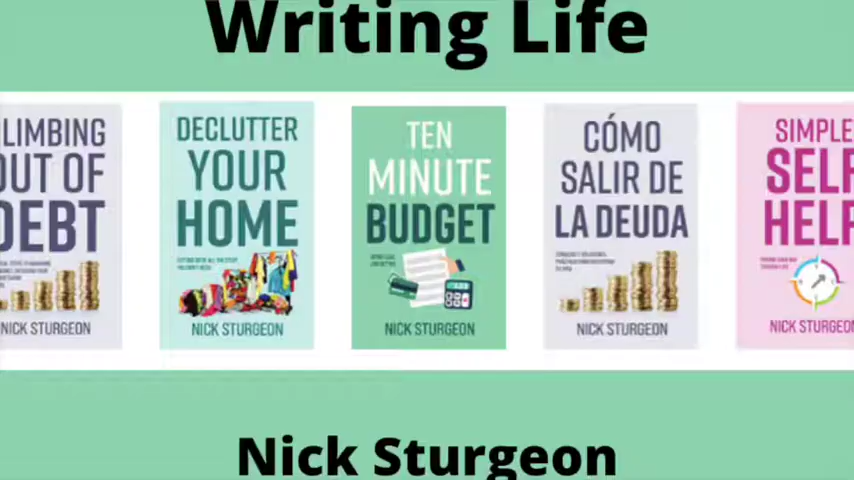 Writing Life
LIMBING
OUT OF
DEBT
NICK STURGEON
DECLUTTER
YOUR
HOME
NICK STURGEON
TEN
MINUTE
BUDGET
NICK STURGEON
CÓMO
SALIR DE
LA DEUDA
NICK STURGEON
SIMPLE
SELF
HELP
NICK STURGEON
Nick Sturgeon